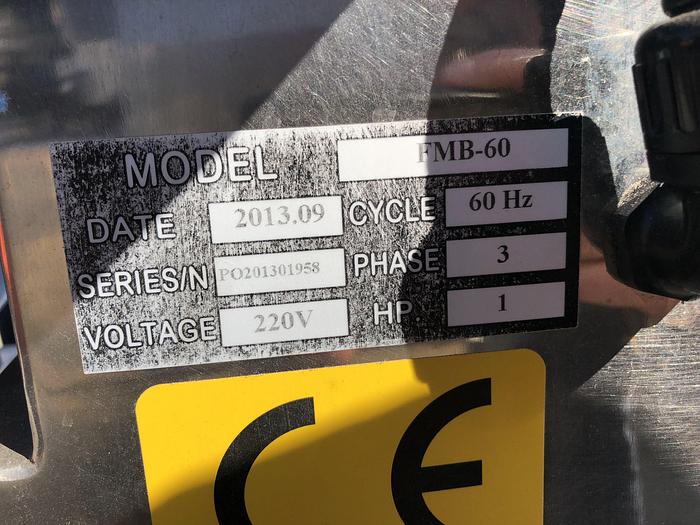 MODEL FMB-60
DATE 2013.09 CYCLE 60 Hz
SERIES/N PO201301958 PHASE 3
VOLTAGE 220V HP 1
CE